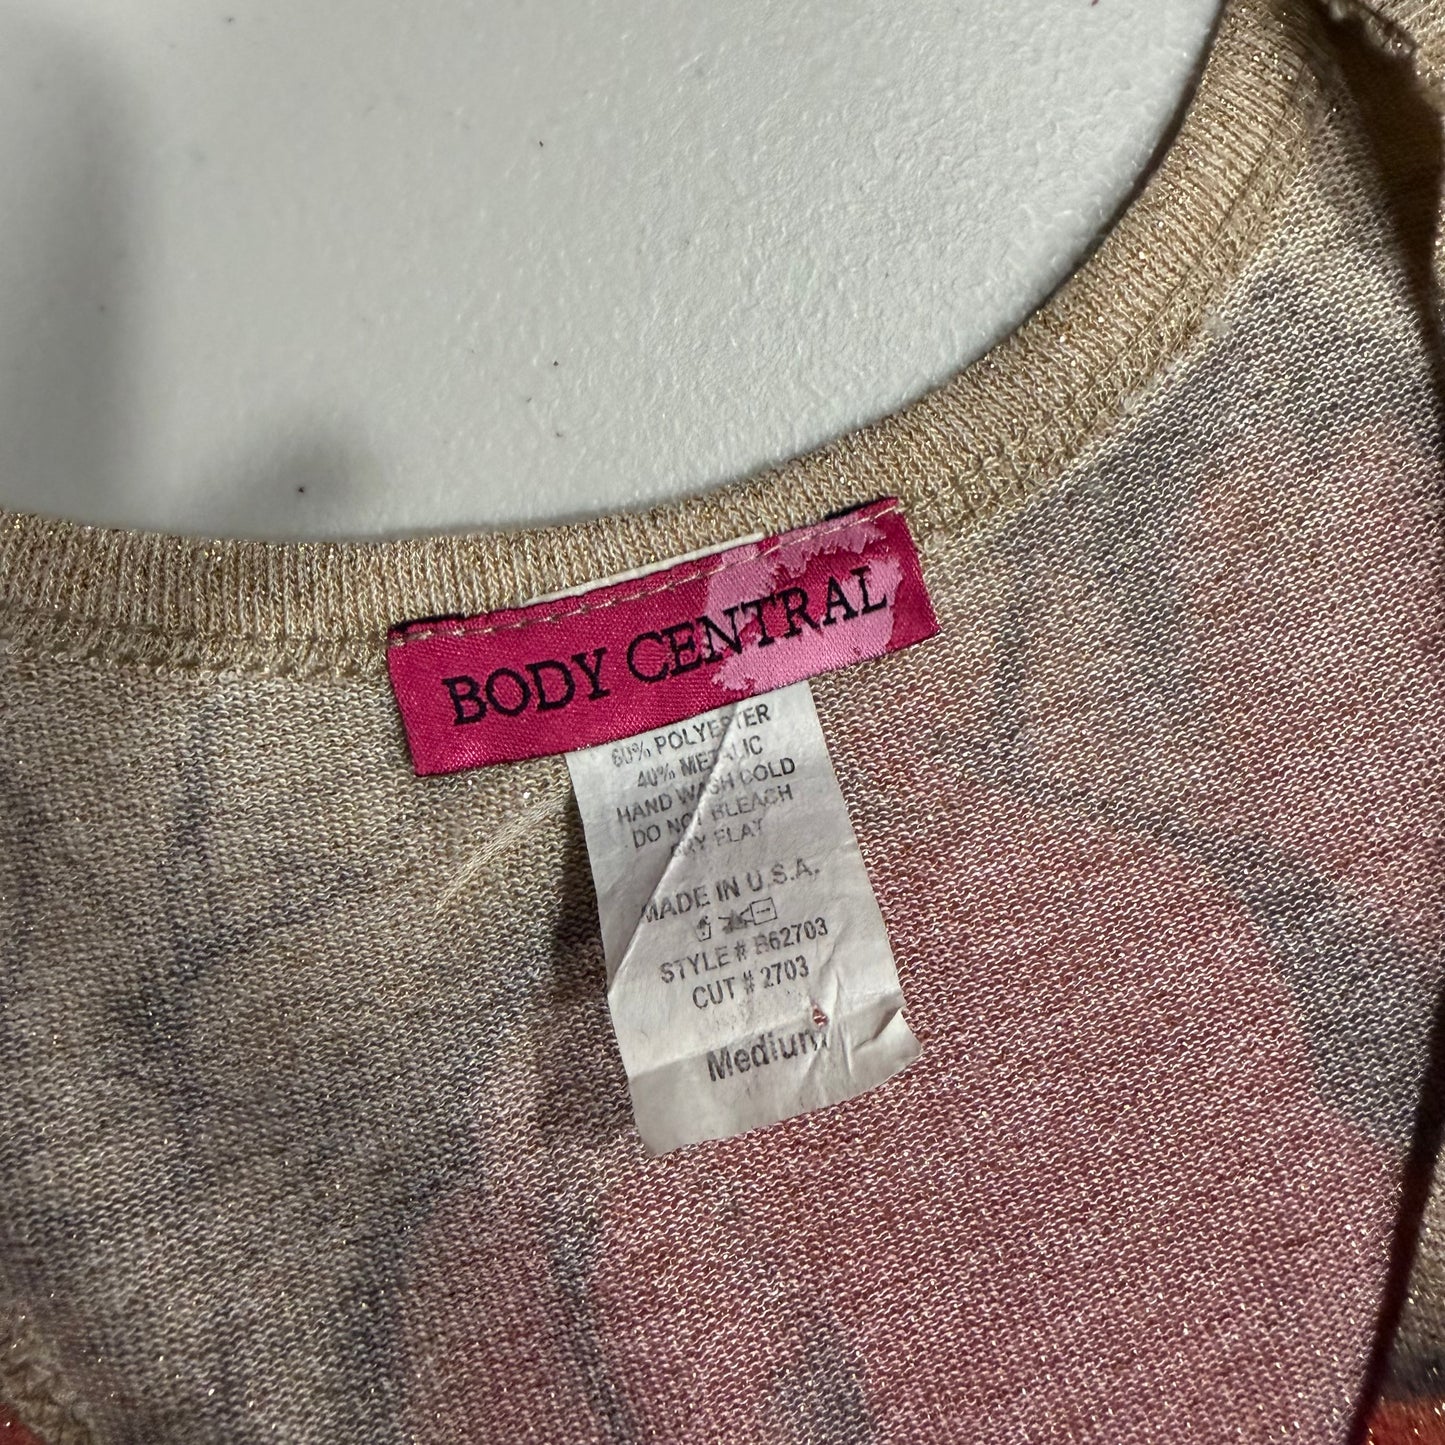 BODY CENTRAL
60% POLYESTER
40% METALIC
HAND WASH COLD
DO NOT BLEACH
DRY FLAT
MADE IN U.S.A.
STYLE # B62703
CUT # 2703
Medium